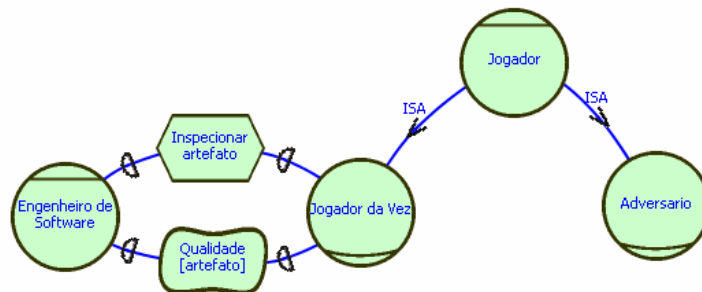 Jogador
ISA
ISA
Inspecionar
artefato
Engenheiro de
Software
Jogador da Vez
Adversario
Qualidade
[artefato]